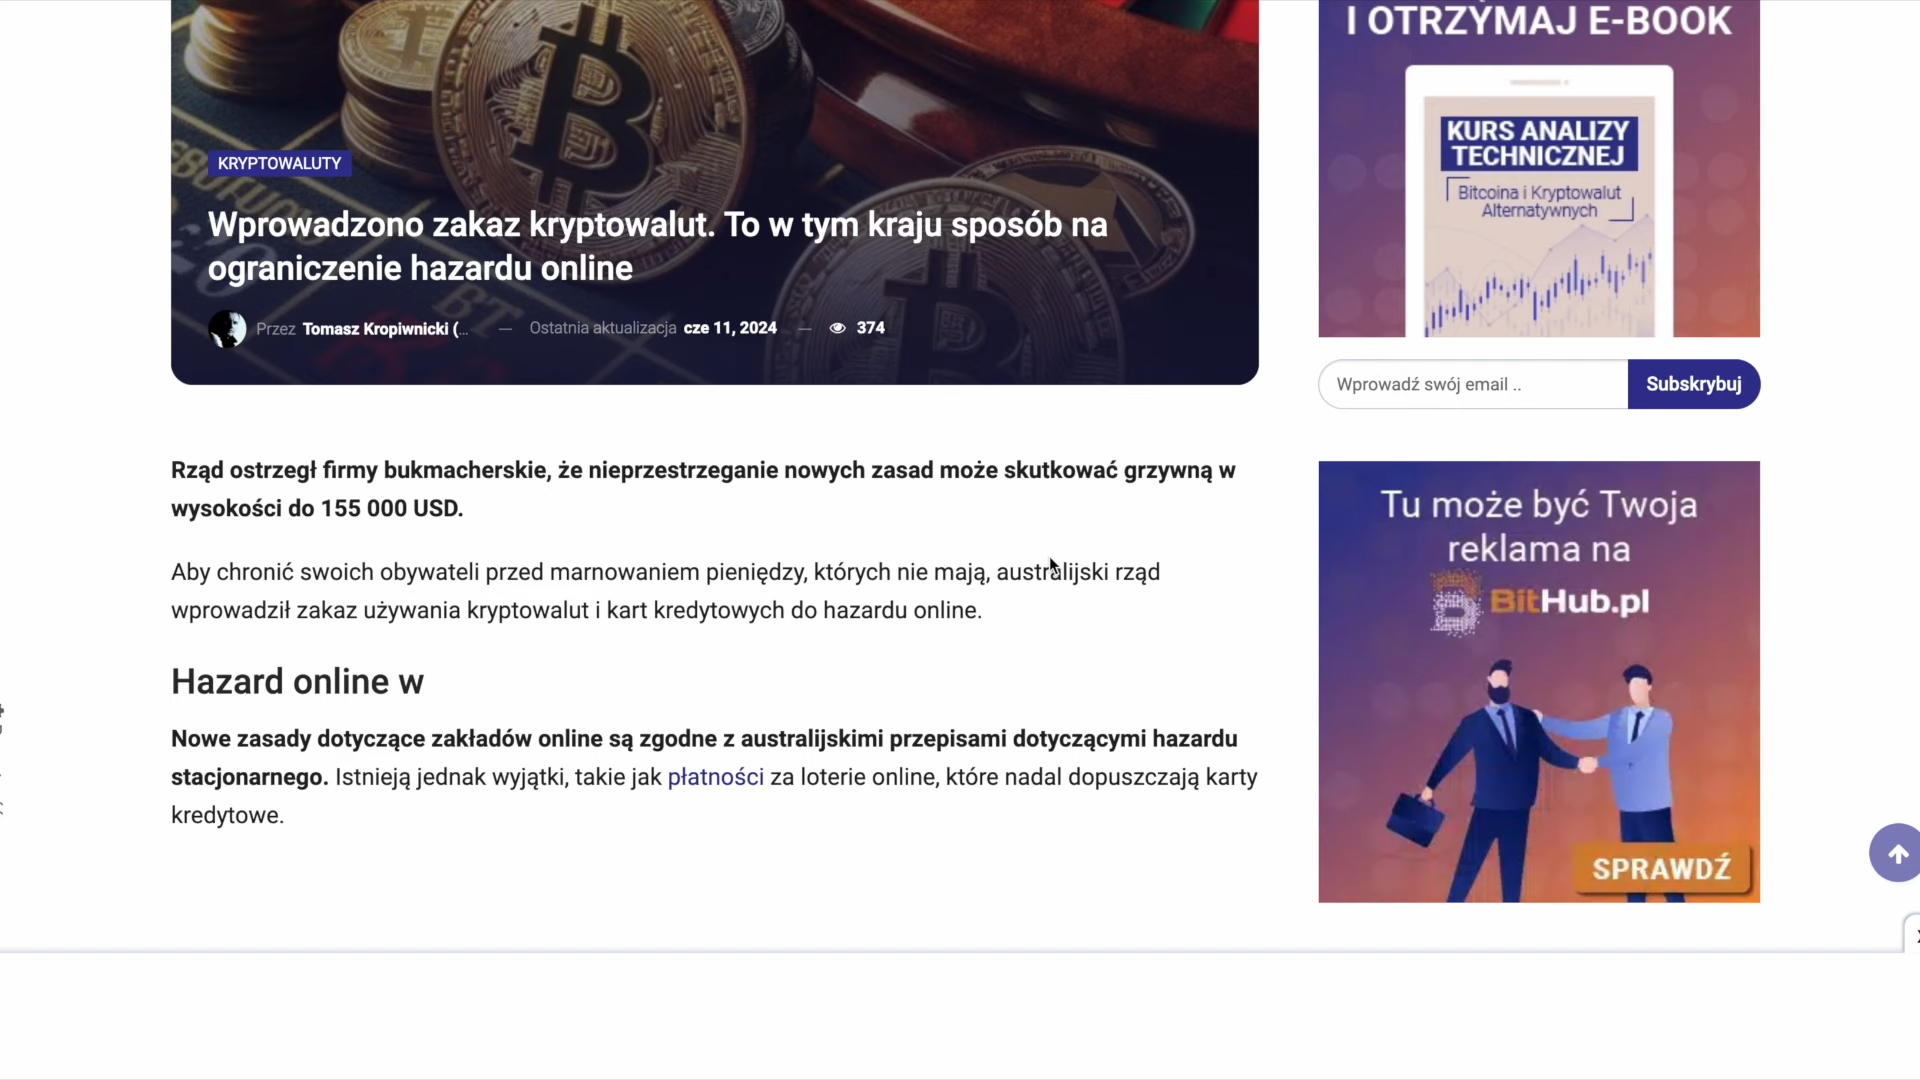 KRYPTOWALUTY
Wprowadzono zakaz kryptowalut. To w tym kraju sposób na
ograniczenie hazardu online
Przez Tomasz Kropiwnicki (... — Ostatnia aktualizacja cze 11, 2024 — 374
Rząd ostrzegł firmy bukmacherskie, że nieprzestrzeganie nowych zasad może skutkować grzywną w
wysokości do 155 000 USD.
Aby chronić swoich obywateli przed marnowaniem pieniędzy, których nie mają, australijski rząd
wprowadził zakaz używania kryptowalut i kart kredytowych do hazardu online.
Hazard online w
Nowe zasady dotyczące zakładów online są zgodne z australijskimi przepisami dotyczącymi hazardu
stacjonarnego. Istnieją jednak wyjątki, takie jak płatności za loterie online, które nadal dopuszczają karty
kredytowe.
I OTRZYMAJ E-BOOK
KURS ANALIZY
TECHNICZNEJ
Bitcoina i Kryptowalut
Alternatywnych
Wprowadź swój email ..
Subskrybuj
Tu może być Twoja
reklama na
BitHub.pl
SPRAWDŹ